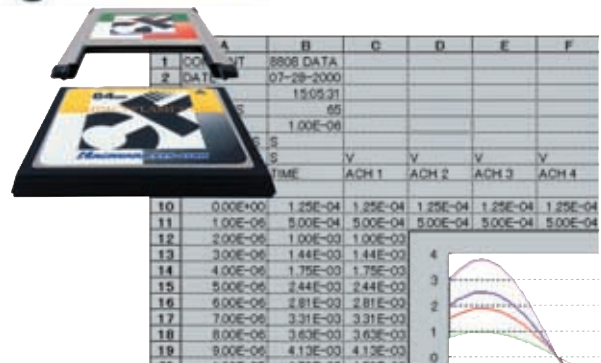 A B C D E F
1 CO NT 8808 DATA
2 DATE 07-28-2000
15:05:31
S 65
1.00E-06
S S
S V V V V
TIME ACH 1 ACH 2 ACH 3 ACH 4
10 0.00E+00 1.25E-04 1.25E-04 1.25E-04 1.25E-04 1.25E-04
11 1.00E-06 5.00E-04 5.00E-04 5.00E-04 5.00E-04 5.00E-04
12 2.00E-06 1.00E-03 1.00E-03
13 3.00E-06 1.44E-03 1.44E-03
14 4.00E-06 1.75E-03 1.75E-03
15 5.00E-06 2.44E-03 2.44E-03
16 6.00E-06 2.81E-03 2.81E-03
17 7.00E-06 3.31E-03 3.31E-03
18 8.00E-06 3.63E-03 3.63E-03
19 9.00E-06 4.13E-03 4.13E-03
4
3
2
1
0
64MB